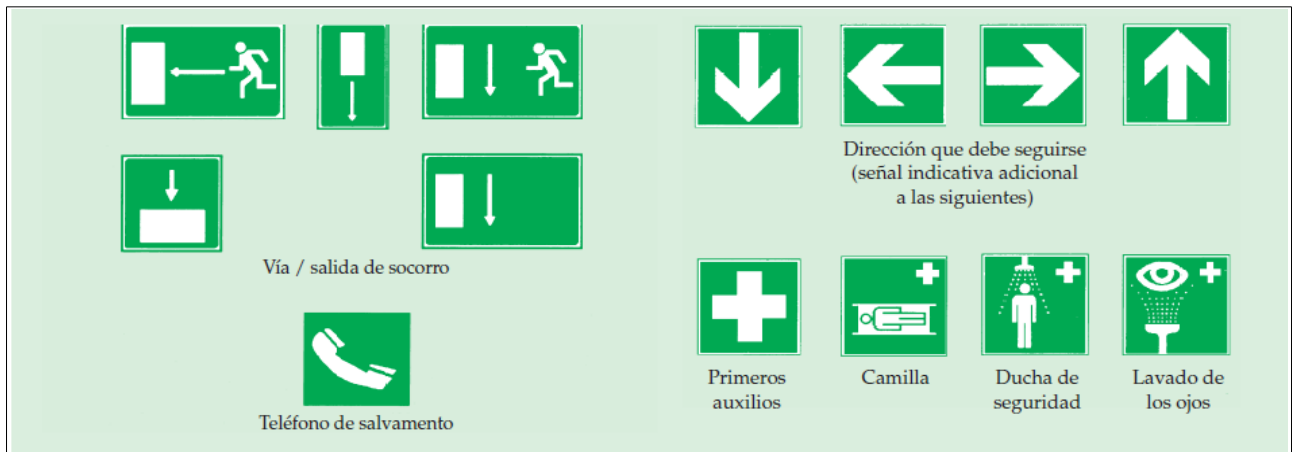 Vía / salida de socorro
Teléfono de salvamento
Dirección que debe seguirse
(señal indicativa adicional
a las siguientes)
Primeros
auxilios
Camilla
Ducha de
seguridad
Lavado de
los ojos